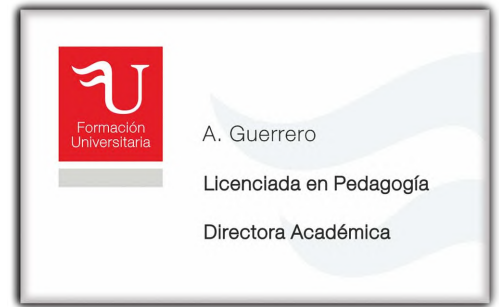 Formación
Universitaria
A. Guerrero
Licenciada en Pedagogía
Directora Académica